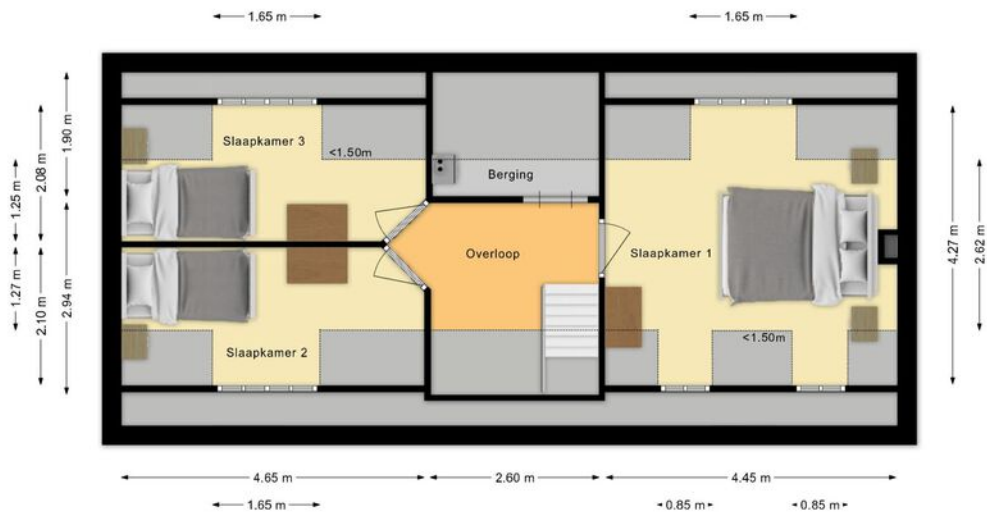 1.65 m
1.65 m
1.90 m
2.08 m
1.25 m
Slaapkamer 3
<1.50m
Berging
4.27 m
2.62 m
Overloop
Slaapkamer 1
1.27 m
2.10 m
2.94 m
Slaapkamer 2
<1.50m
4.65 m
2.60 m
4.45 m
1.65 m
0.85 m
0.85 m